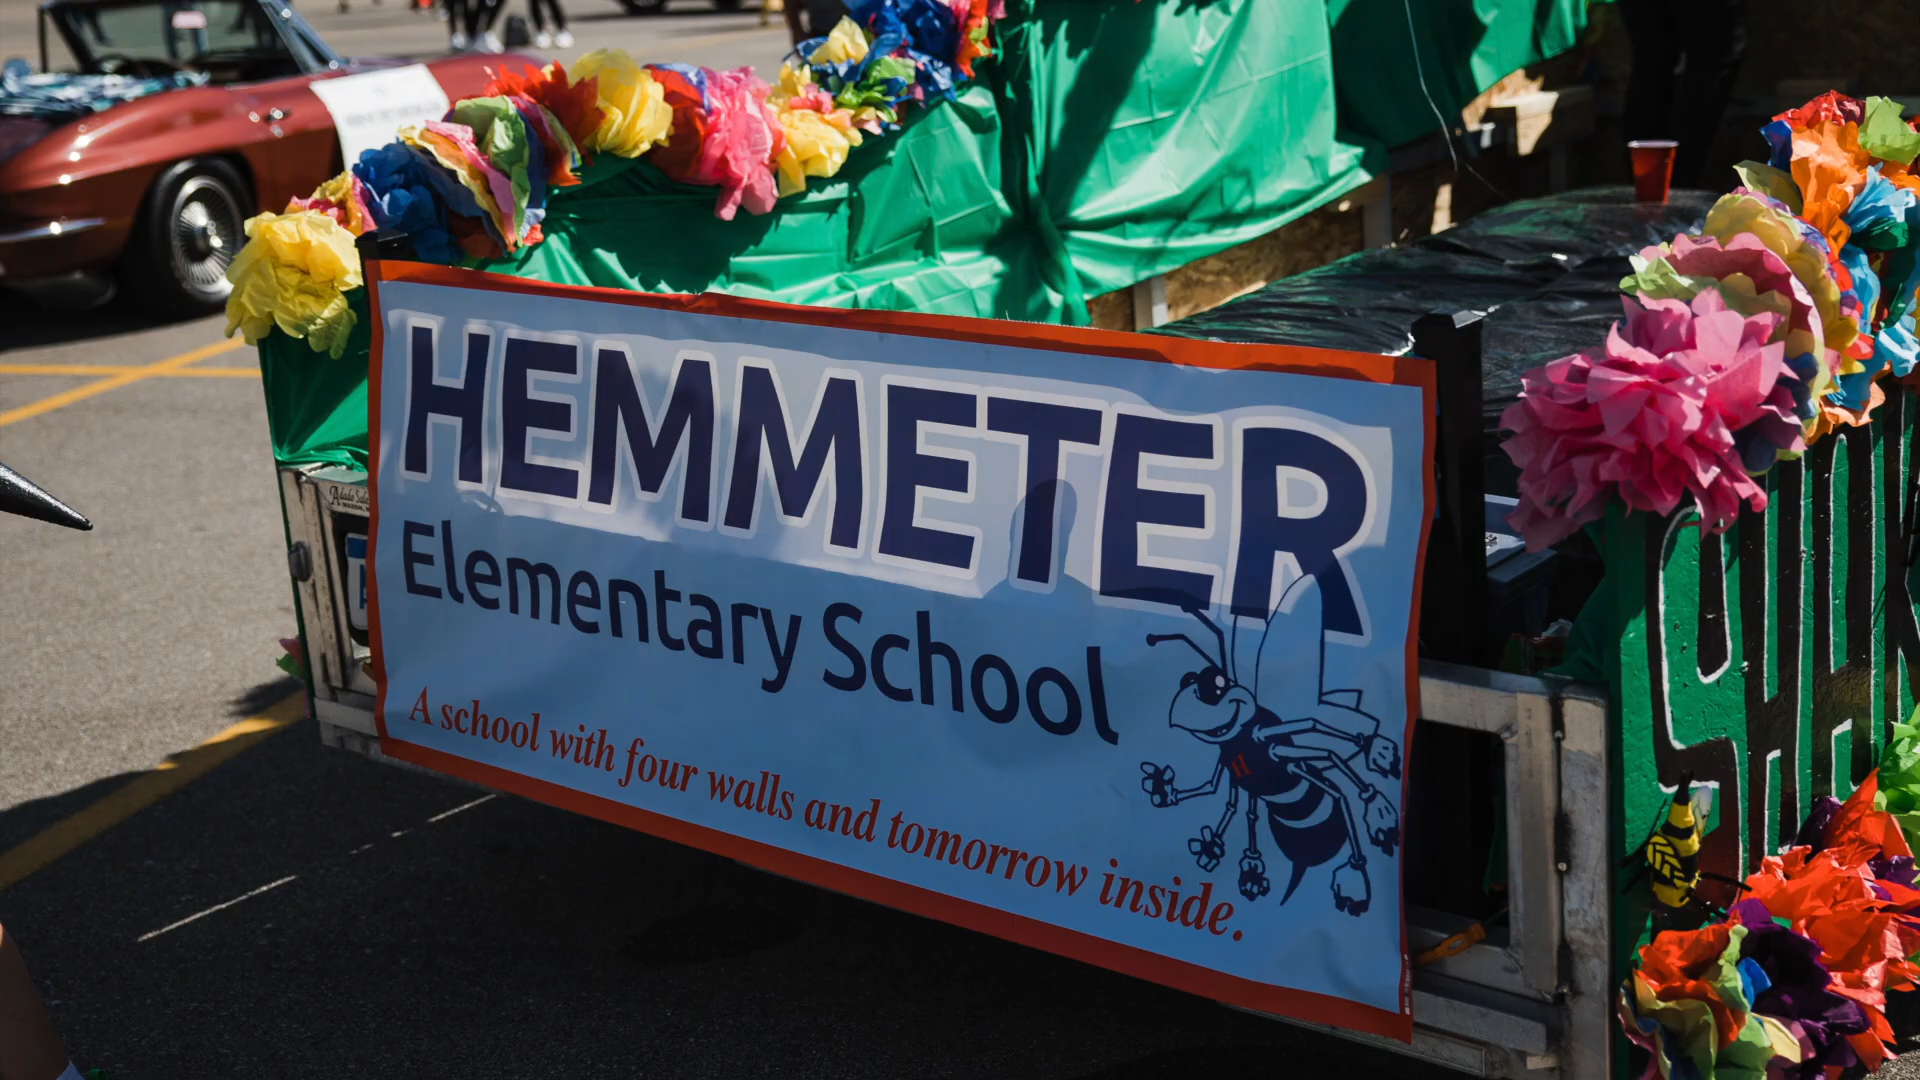 HEMMETER
Elementary School
A school with four walls and tomorrow inside.
H